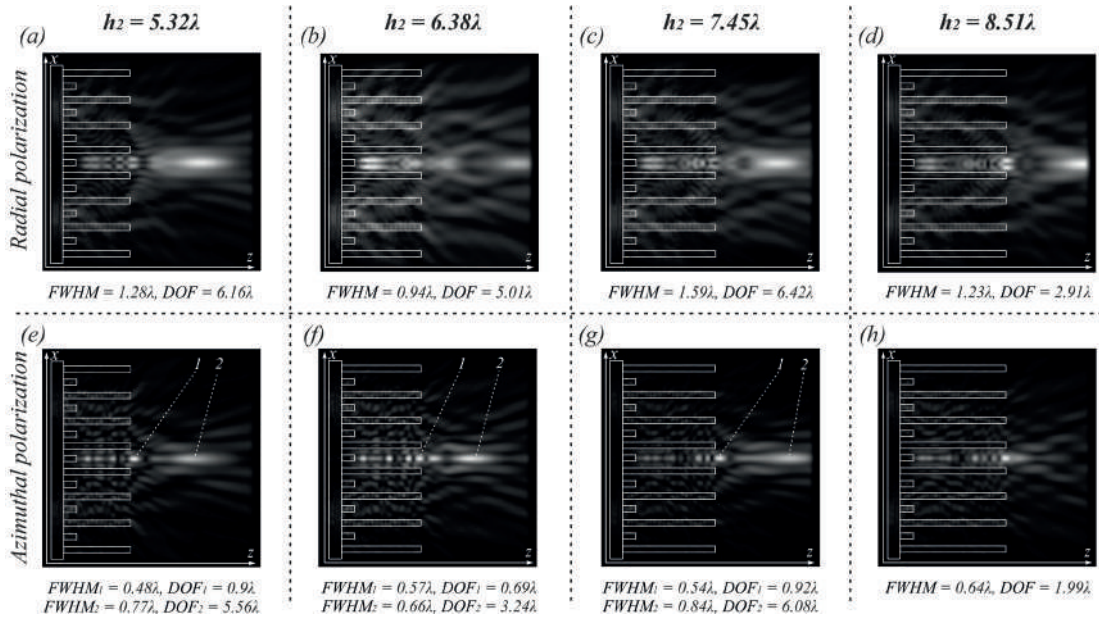 h2 = 5.32λ
h2 = 6.38λ
h2 = 7.45λ
h2 = 8.51λ
Radial polarization
(a)
x
z
FWHM = 1.28λ, DOF = 6.16λ
(b)
x
z
FWHM = 0.94λ, DOF = 5.01λ
(c)
x
z
FWHM = 1.59λ, DOF = 6.42λ
(d)
x
z
FWHM = 1.23λ, DOF = 2.91λ
Azimuthal polarization
(e)
x
1
2
z
FWHM1 = 0.48λ, DOF1 = 0.9λ
FWHM2 = 0.77λ, DOF2 = 5.56λ
(f)
x
1
2
z
FWHM1 = 0.57λ, DOF1 = 0.69λ
FWHM2 = 0.66λ, DOF2 = 3.24λ
(g)
x
1
2
z
FWHM1 = 0.54λ, DOF1 = 0.92λ
FWHM2 = 0.84λ, DOF2 = 6.08λ
(h)
x
z
FWHM = 0.64λ, DOF = 1.99λ